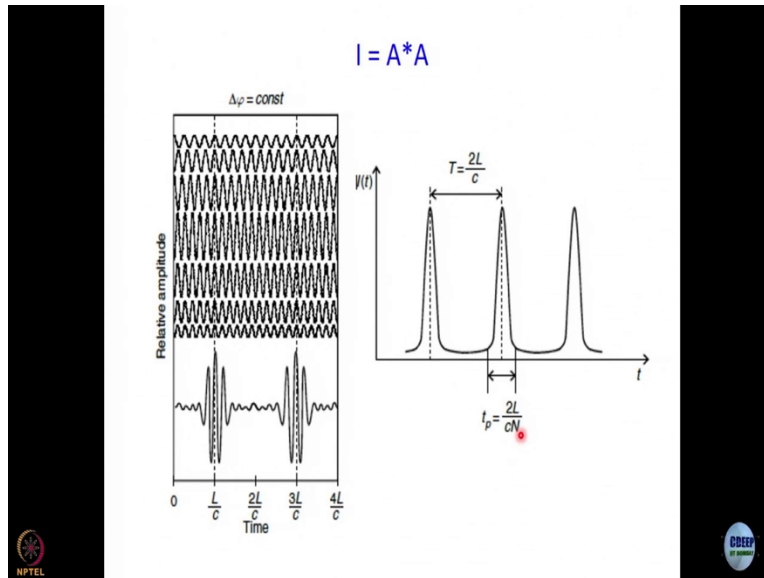 I = A*A
Δφ = const
Relative amplitude
0 L/c 2L/c 3L/c 4L/c
Time
I(t)
T = 2L/c
t
t_p = 2L/cN
NPTEL
CDEEP
IIT BOMBAY